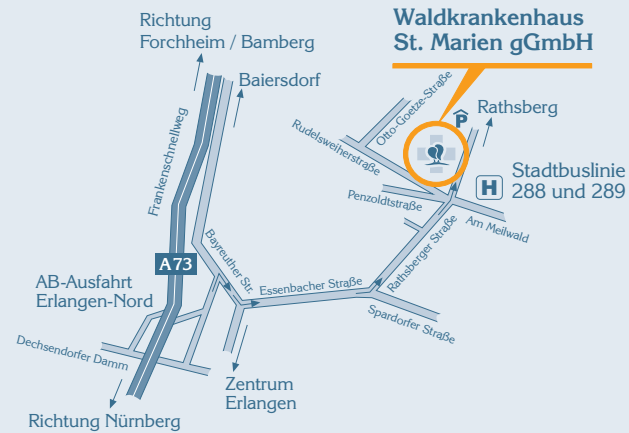 Richtung
Forchheim / Bamberg
Waldkrankenhaus
St. Marien gGmbH
Baiersdorf
Otto-Goetze-Straße
P
Rathsberg
Rudelsweiherstraße
Frankenschnellweg
H
Stadtbuslinie
288 und 289
Penzoldtstraße
Am Meilwald
Bayreuther Str.
Rathsberger Straße
A73
AB-Ausfahrt
Erlangen-Nord
Essenbacher Straße
Spardorfer Straße
Dechsendorfer Damm
Zentrum
Erlangen
Richtung Nürnberg